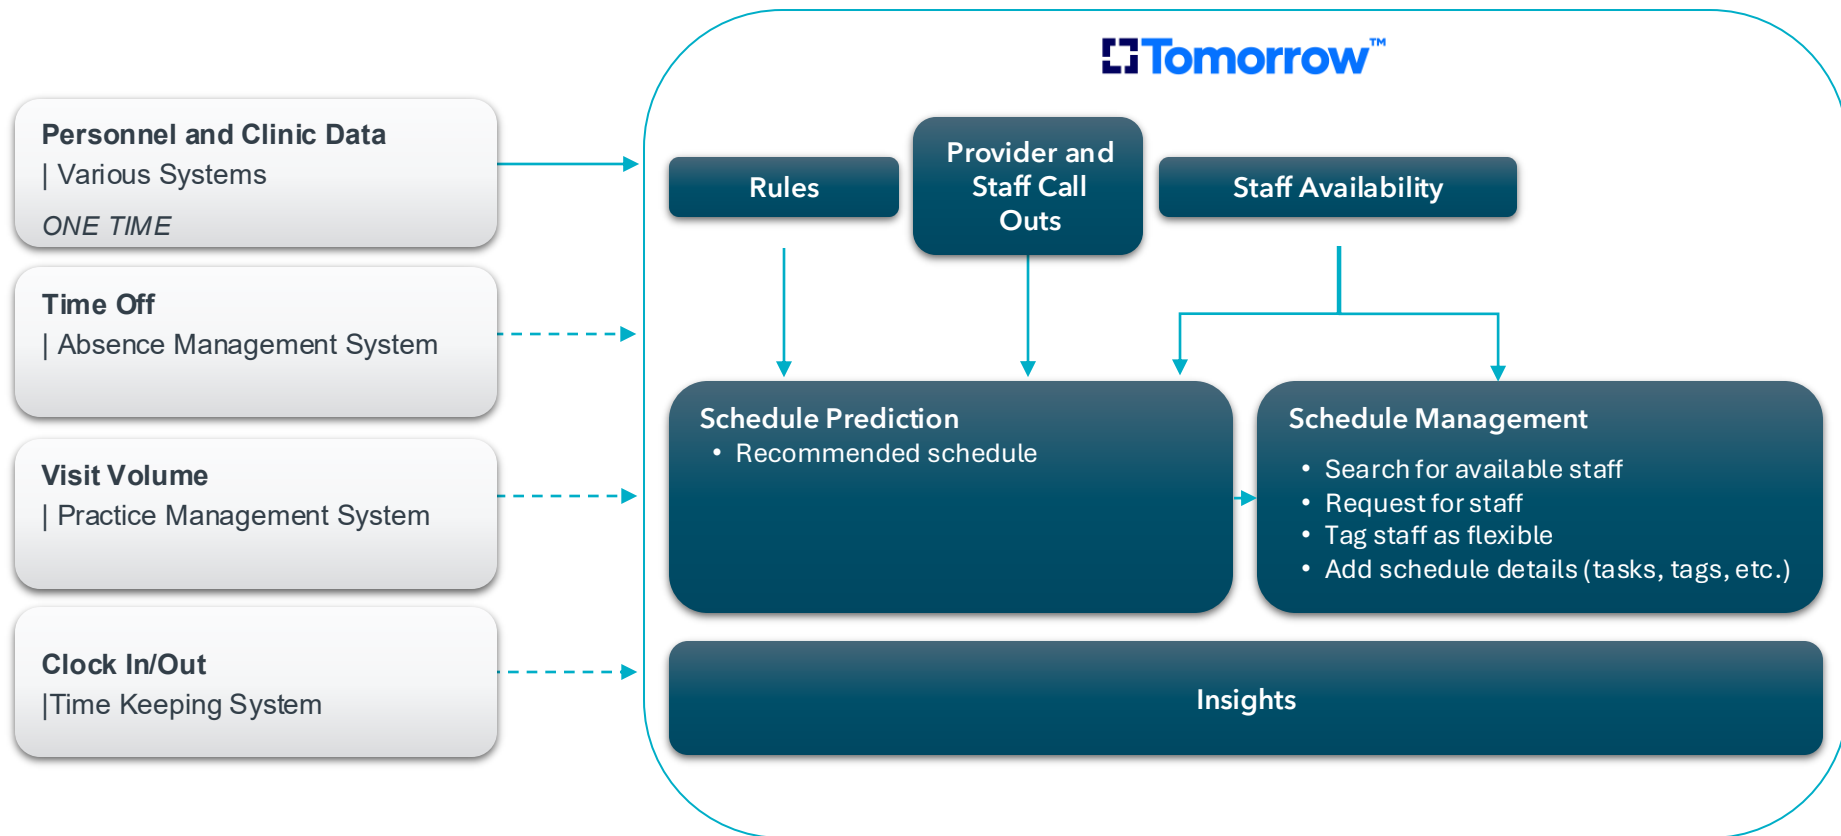 Tomorrow™
Personnel and Clinic Data
| Various Systems
ONE TIME
Time Off
| Absence Management System
Visit Volume
| Practice Management System
Clock In/Out
|Time Keeping System
Rules
Provider and
Staff Call
Outs
Staff Availability
Schedule Prediction
• Recommended schedule
Schedule Management
• Search for available staff
• Request for staff
• Tag staff as flexible
• Add schedule details (tasks, tags, etc.)
Insights